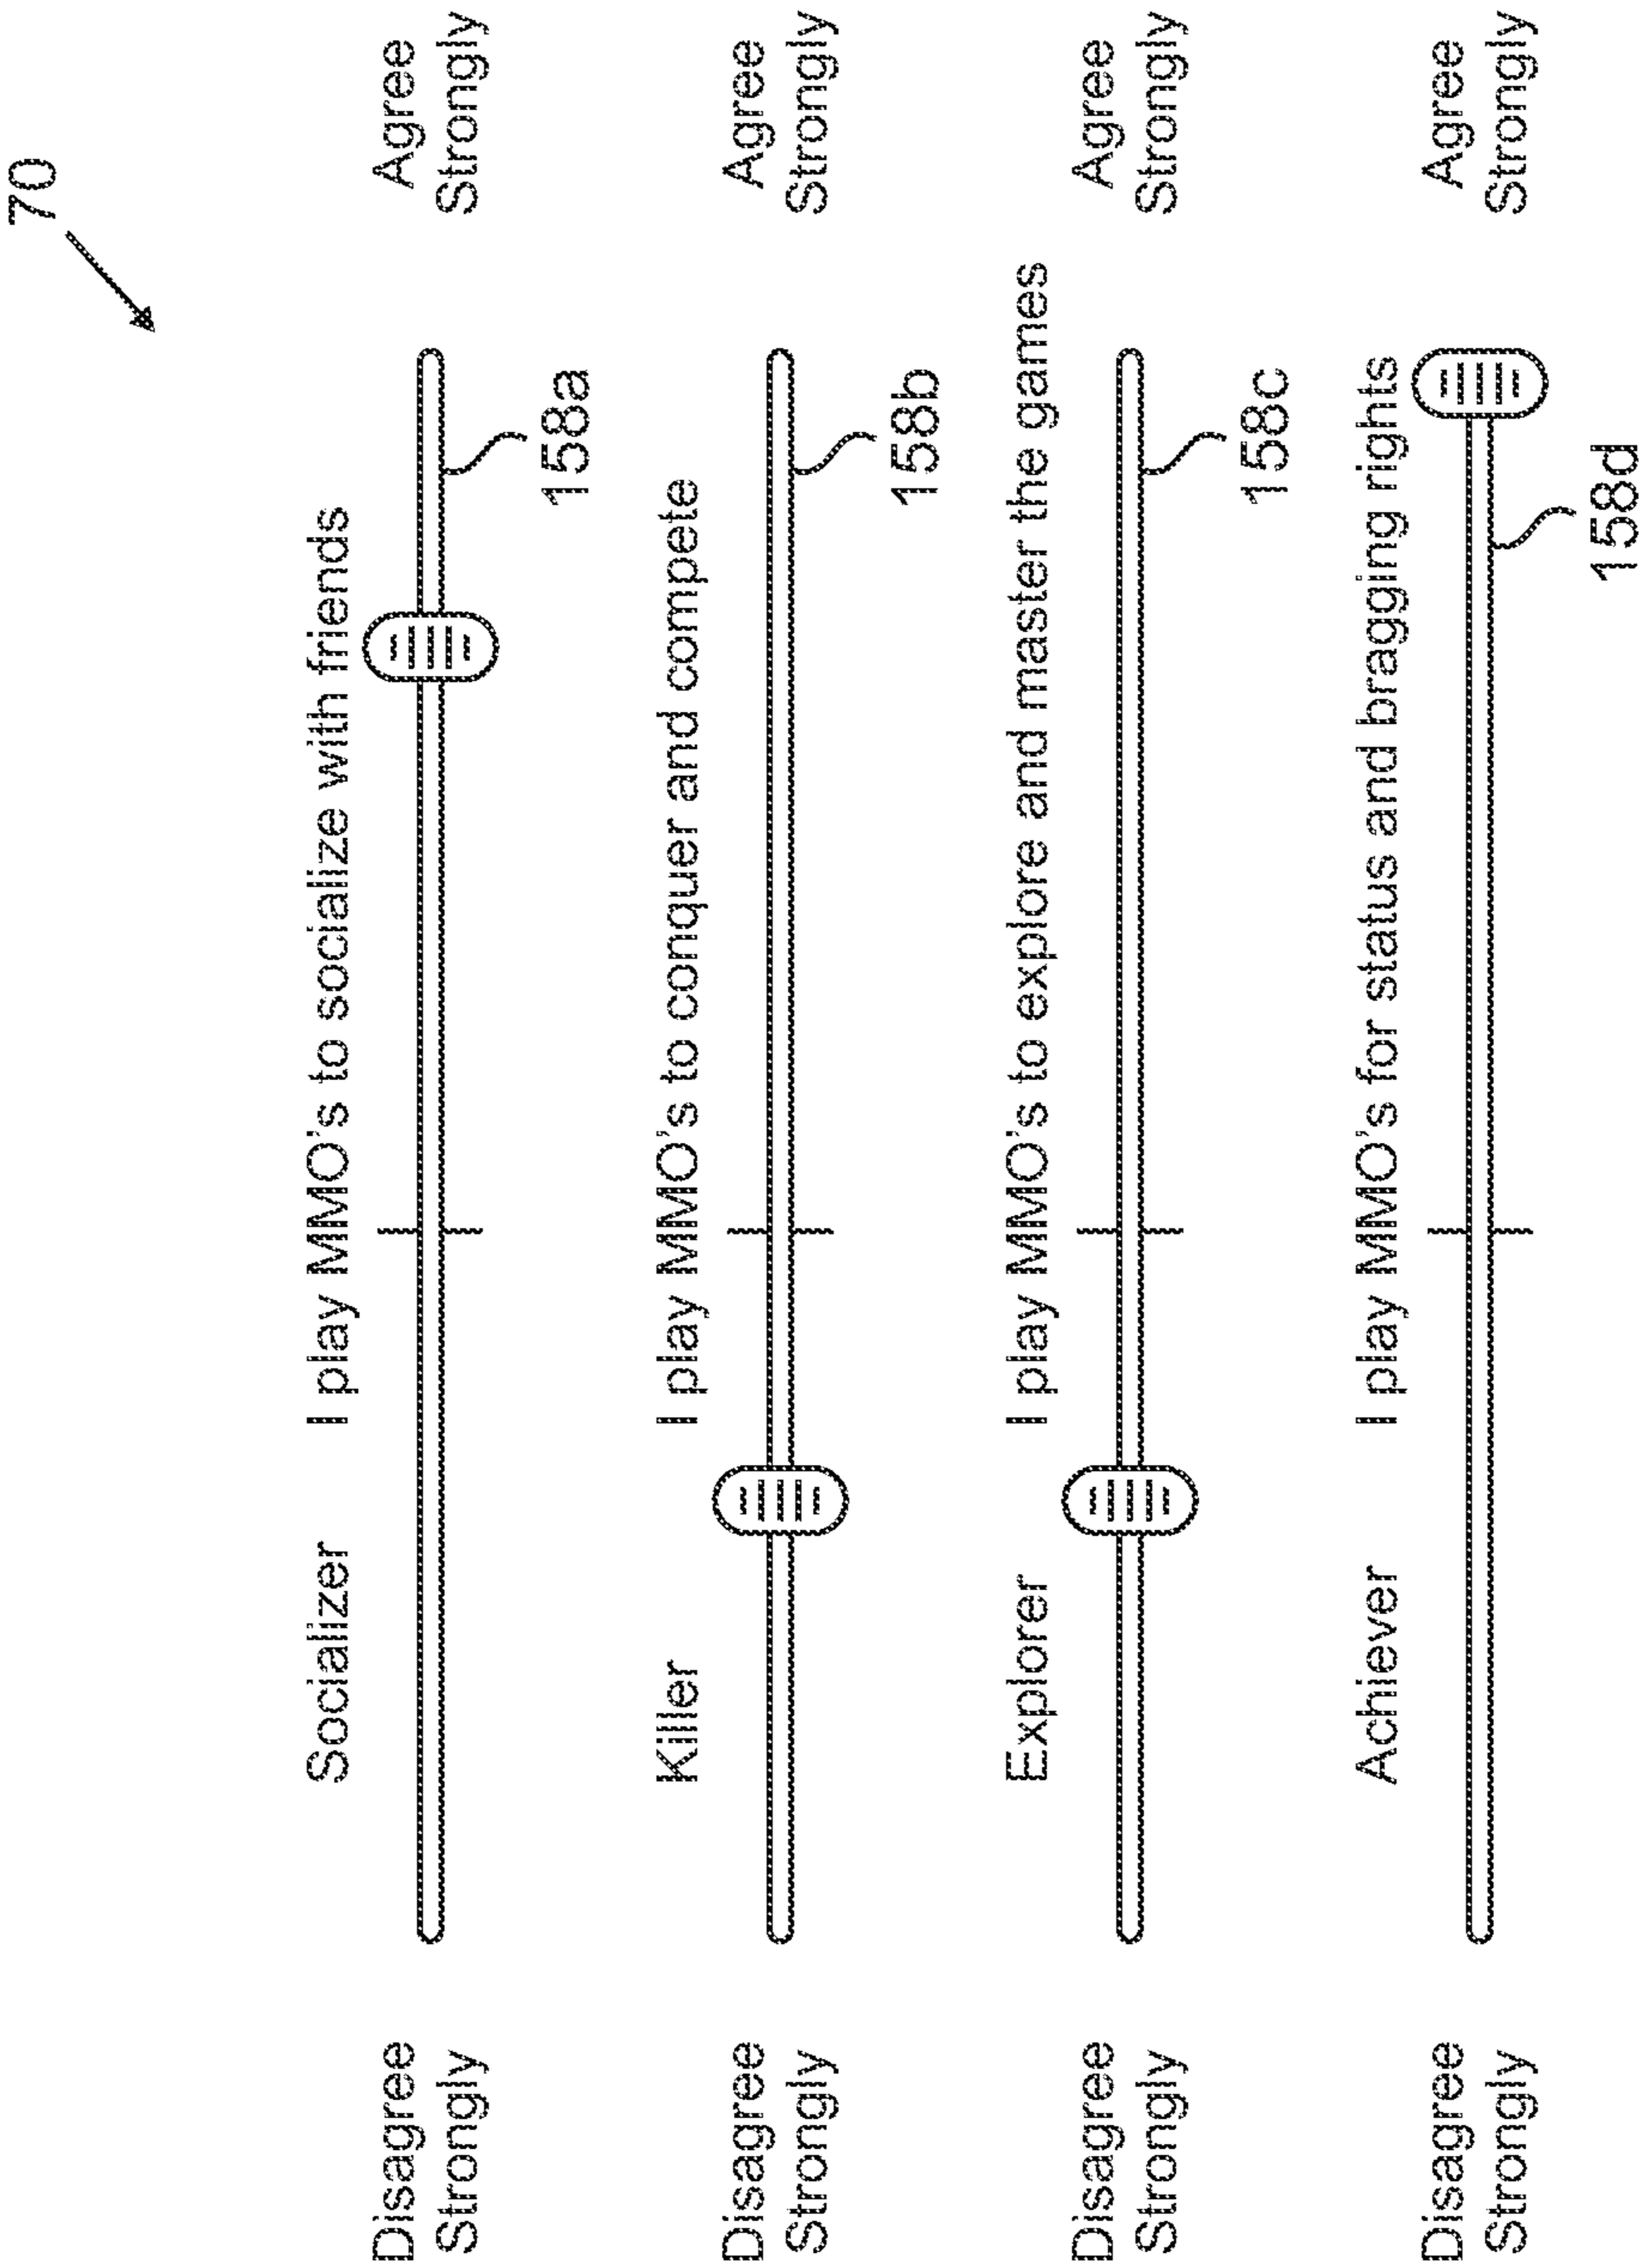 70
Socializer I play MMO's to socialize with friends
Disagree
Strongly
Agree
Strongly
158a
Killer I play MMO's to conquer and compete
Disagree
Strongly
Agree
Strongly
158b
Explorer I play MMO's to explore and master the games
Disagree
Strongly
Agree
Strongly
158c
Achiever I play MMO's for status and bragging rights
Disagree
Strongly
Agree
Strongly
158d